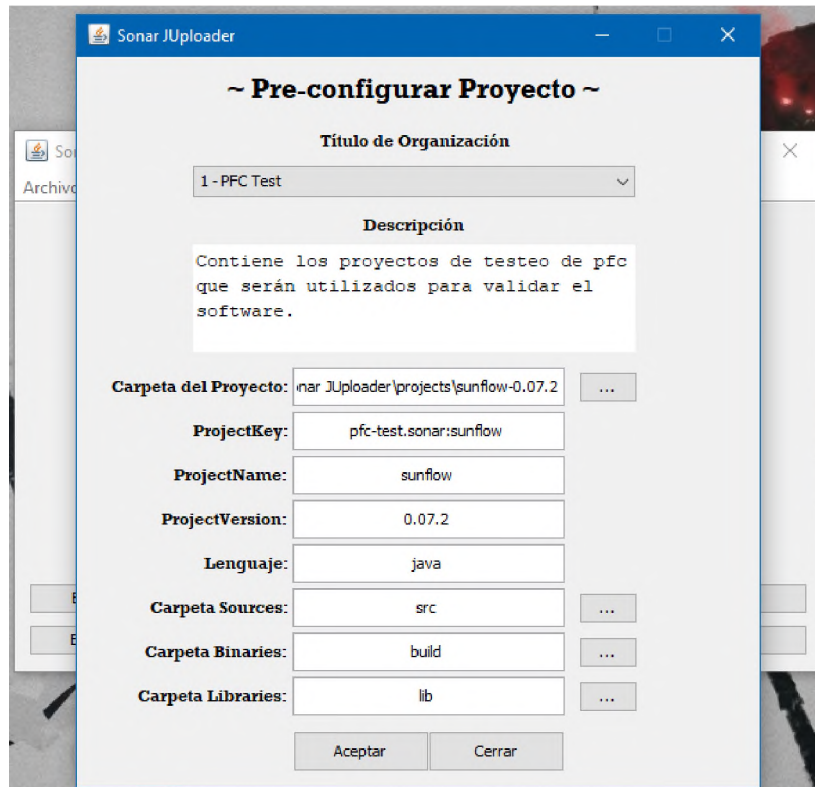 Sonar JUploader
~ Pre-configurar Proyecto ~
Título de Organización
Archivo
1 - PFC Test
Descripción
Contiene los proyectos de testeo de pfc
que serán utilizados para validar el
software.
Carpeta del Proyecto: nar JUploader\projects\sunflow-0.07.2 ...
ProjectKey: pfc-test.sonar:sunflow
ProjectName: sunflow
ProjectVersion: 0.07.2
Lenguaje: java
Carpeta Sources: src ...
Carpeta Binaries: build ...
Carpeta Libraries: lib ...
Aceptar Cerrar